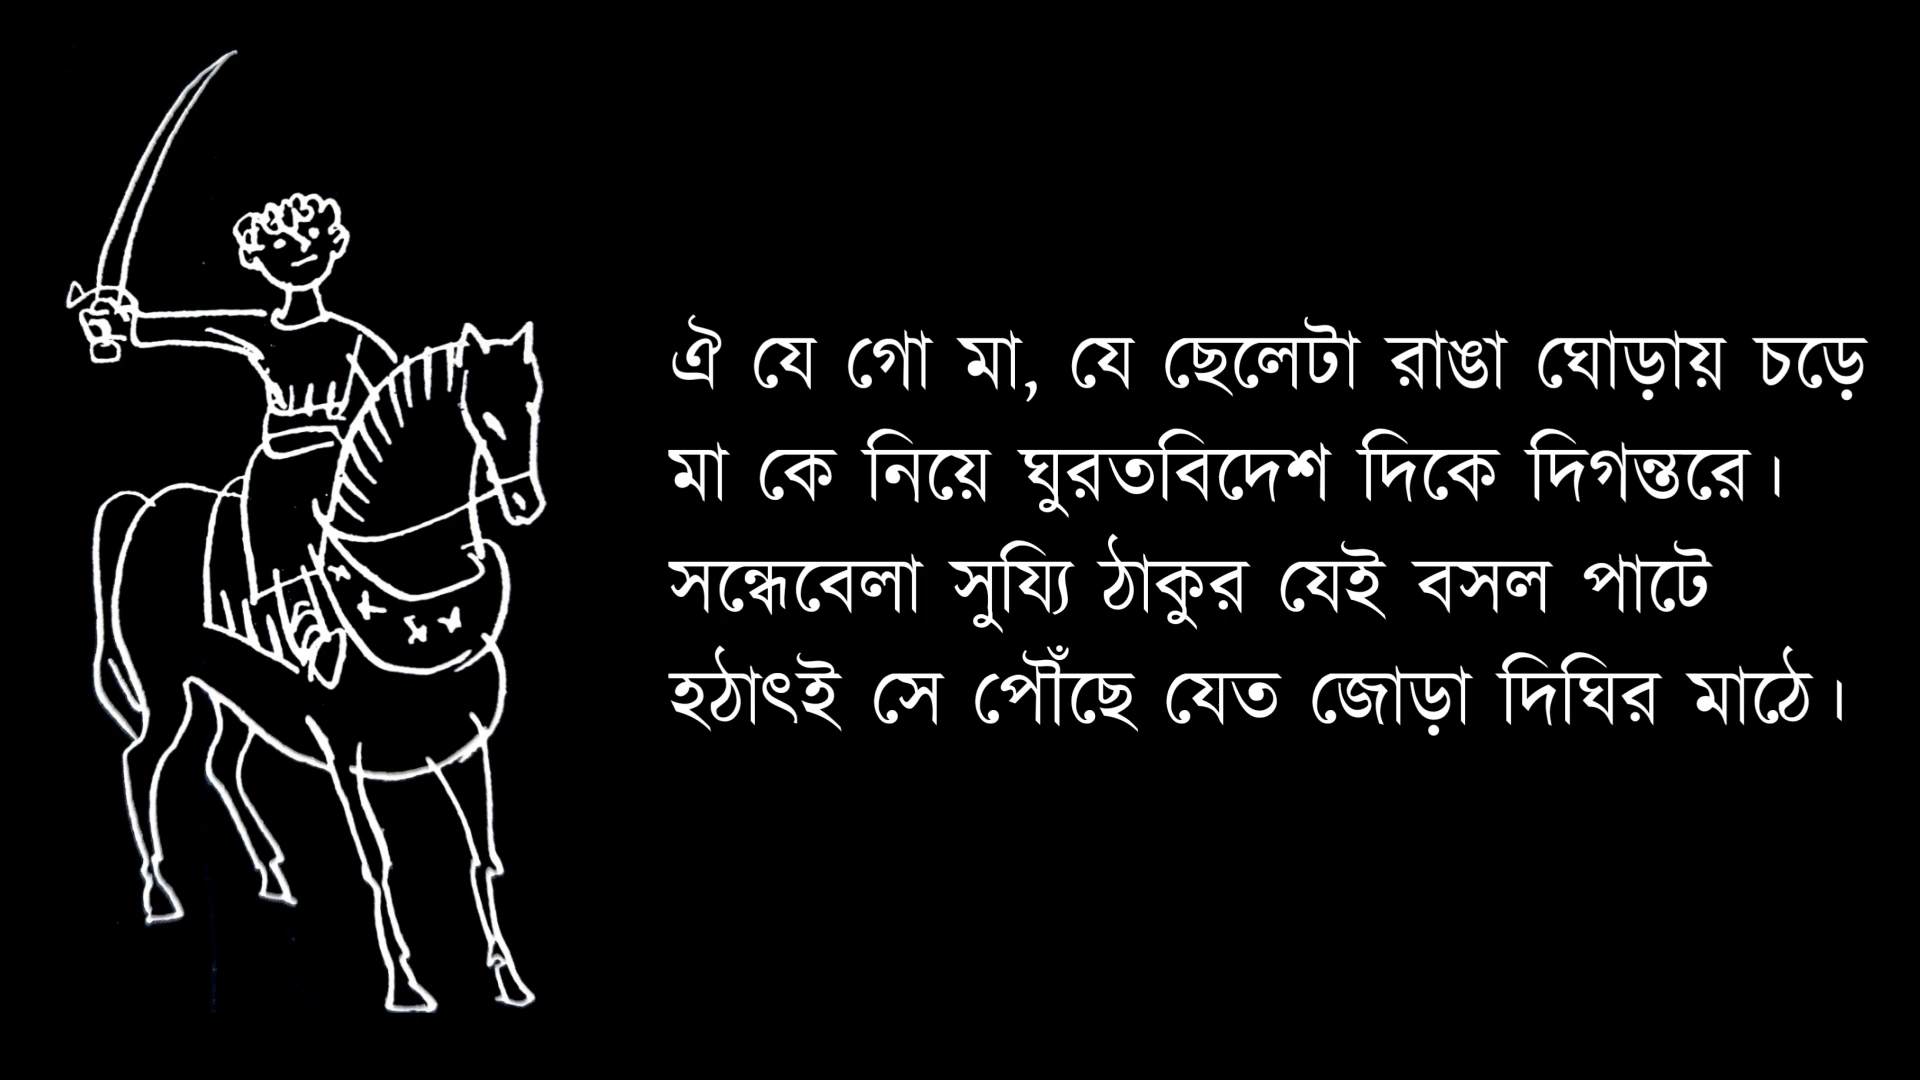 ঐ যে গো মা, যে ছেলেটা রাঙা ঘোড়ায় চড়ে
মা কে নিয়ে ঘুরতবিদেশ দিকে দিগন্তরে।
সন্ধেবেলা সুয্যি ঠাকুর যেই বসল পাটে
হঠাৎই সে পৌঁছে যেত জোড়া দিঘির মাঠে।